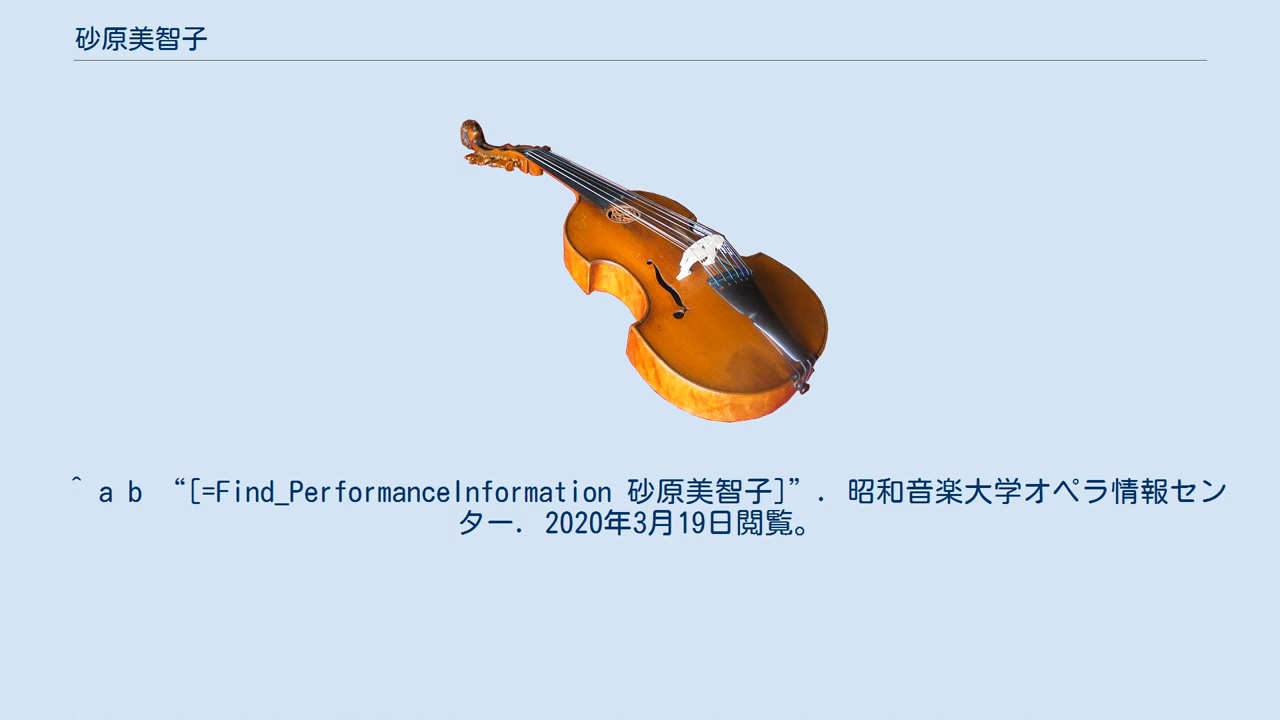 砂原美智子
^ a b “[=Find_PerformanceInformation 砂原美智子]”. 昭和音楽大学オペラ情報セン
ター. 2020年3月19日閲覧。